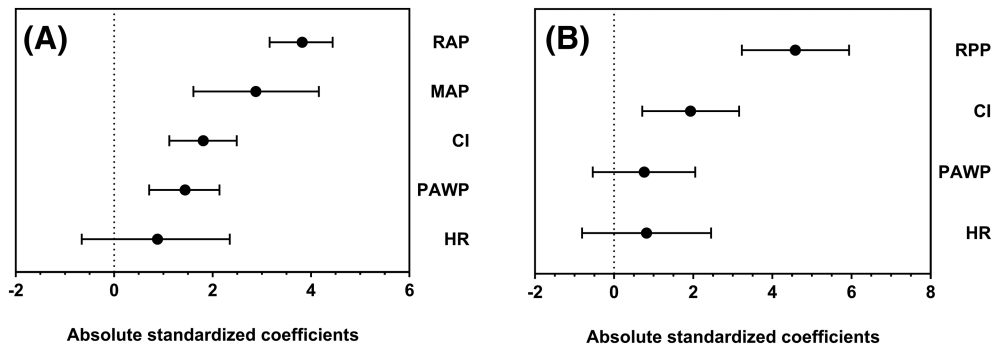 (A)
RAP
MAP
CI
PAWP
HR
-2 0 2 4 6
Absolute standardized coefficients
(B)
RPP
CI
PAWP
HR
-2 0 2 4 6 8
Absolute standardized coefficients